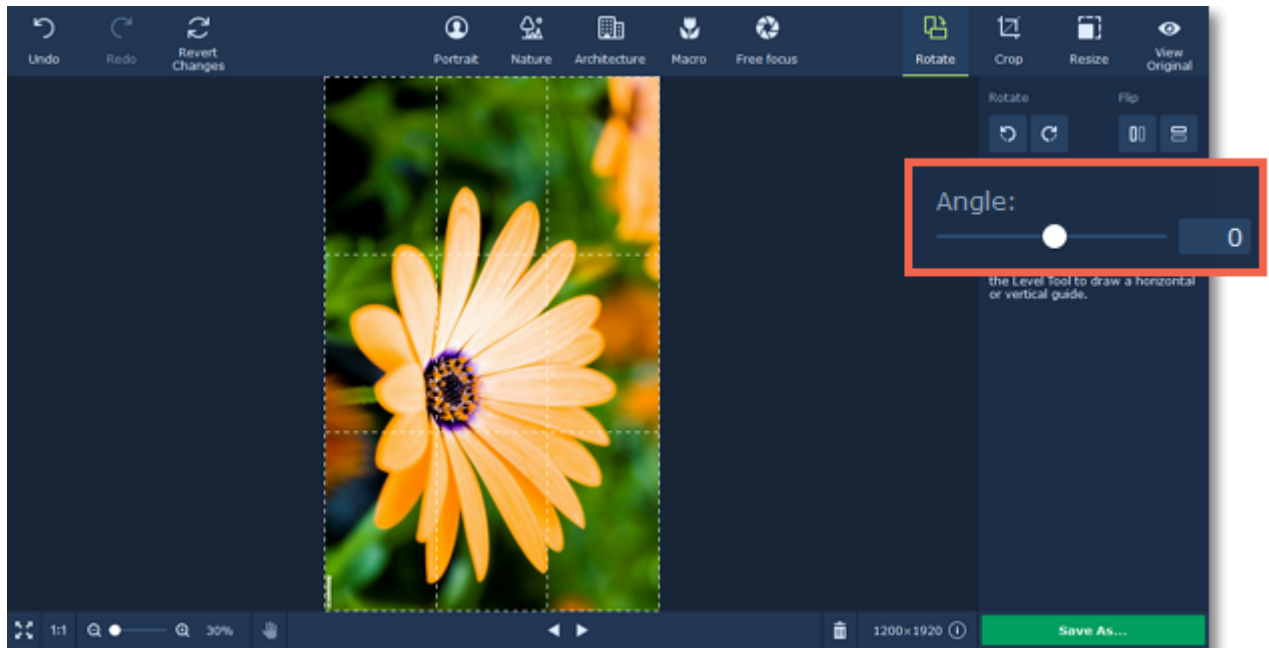 Undo
Redo
Revert
Changes
Portrait
Nature
Architecture
Macro
Free focus
Rotate
Crop
Resize
View
Original
Rotate
Flip
Angle:
0
the Level Tool to draw a horizontal
or vertical guide.
1:1
30%
1200×1920
Save As...